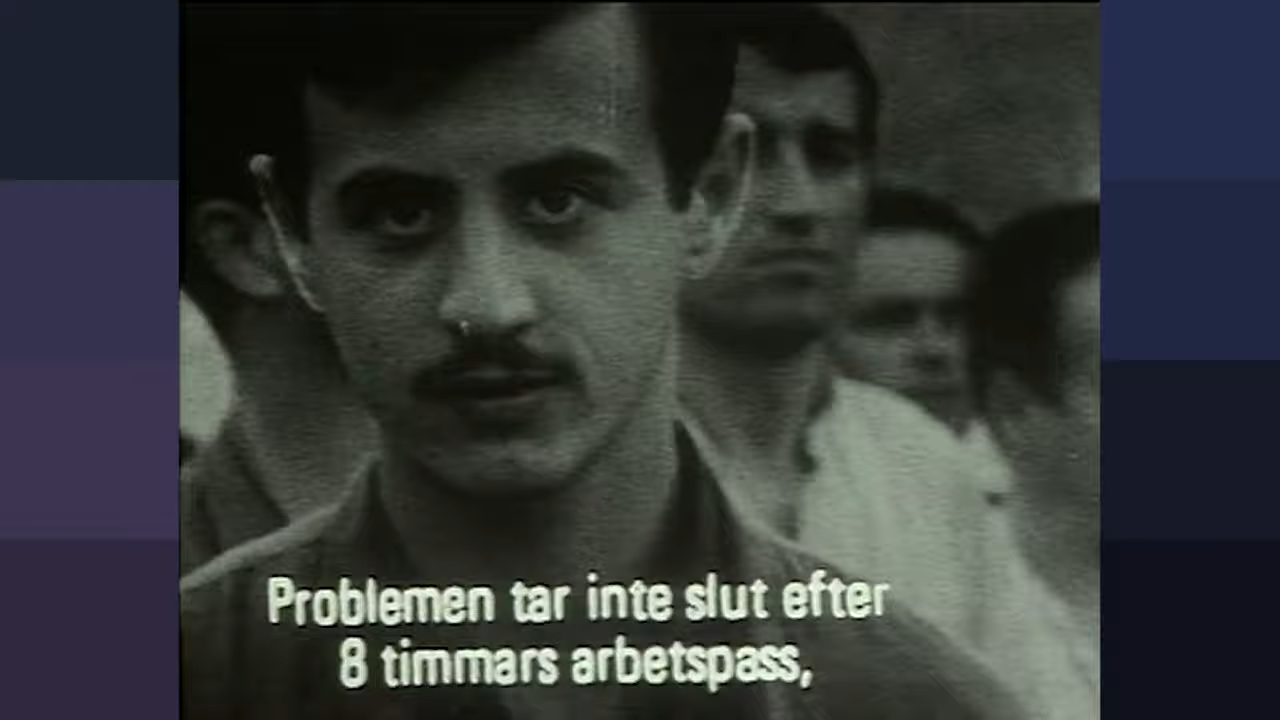 Problemen tar inte slut efter
8 timmars arbetspass,